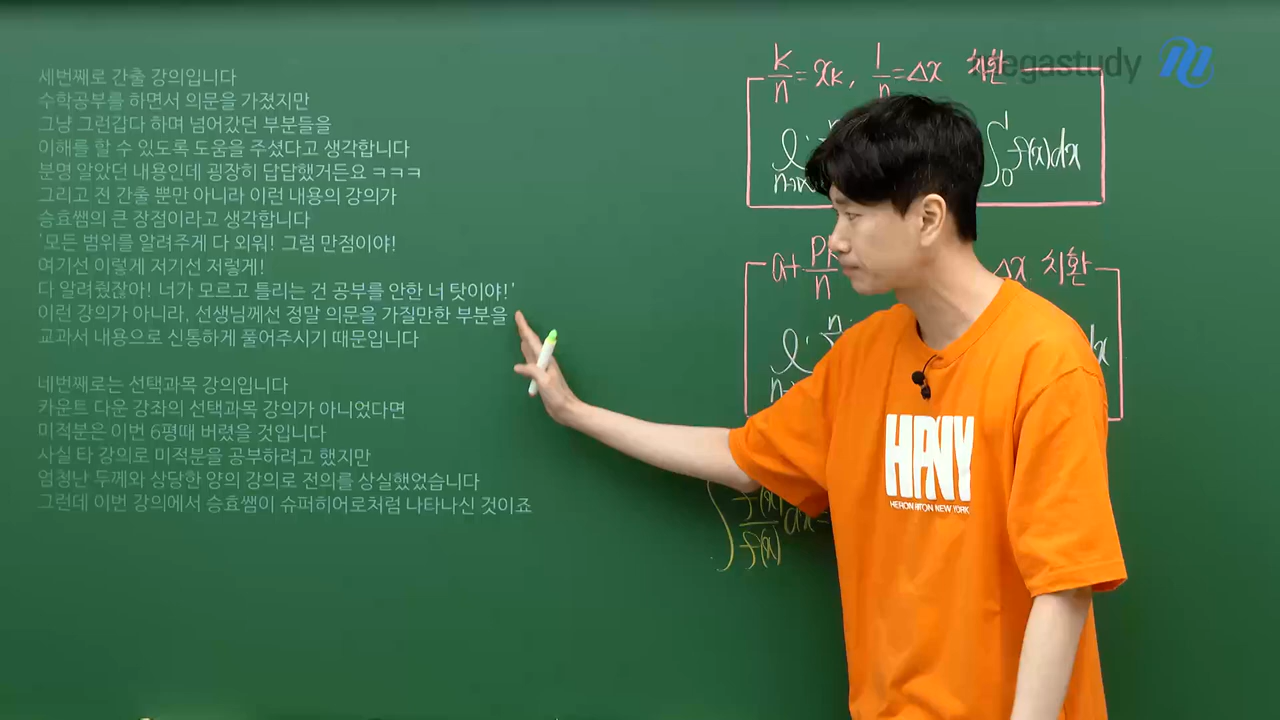 세번째로 간출 강의입니다
수학공부를 하면서 의문을 가졌지만
그냥 그런갑다 하며 넘어갔던 부분들을
이해를 할 수 있도록 도움을 주셨다고 생각합니다
분명 알았던 내용인데 굉장히 답답했거든요 ㅋㅋㅋ
그리고 진 간출 뿐만 아니라 이런 내용의 강의가
승효쌤의 큰 장점이라고 생각합니다
'모든 범위를 알려주게 다 외워! 그럼 만점이야!
여기선 이렇게 저기선 저렇게!
다 알려줬잖아! 너가 모르고 틀리는 건 공부를 안한 너 탓이야!'
이런 강의가 아니라, 선생님께선 정말 의문을 가질만한 부분을
교과서 내용으로 신통하게 풀어주시기 때문입니다
네번째로는 선택과목 강의입니다
카운트 다운 강좌의 선택과목 강의가 아니었다면
미적분은 이번 6평때 버렸을 것입니다
사실 타 강의로 미적분을 공부하려고 했지만
엄청난 두께와 상당한 양의 강의로 전의를 상실했었습니다
그런데 이번 강의에서 승효쌤이 슈퍼히어로처럼 나타나신 것이죠
megastudy
k/n = xk, 1/n = Δx 치환
lim n→∞ ∫₀¹ f(x)dx
a+ pk/n Δx 치환
lim n dx
∫ f'(x)/f(x) dx =
HRNY
HERON PRTON NEW YORK